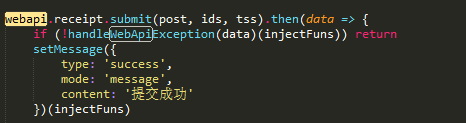 webapi.receipt.submit(post, ids, tss).then(data => {
if (!handleWebApiException(data)(injectFuns)) return
setMessage({
type: 'success',
mode: 'message',
content: '提交成功'
})(injectFuns)